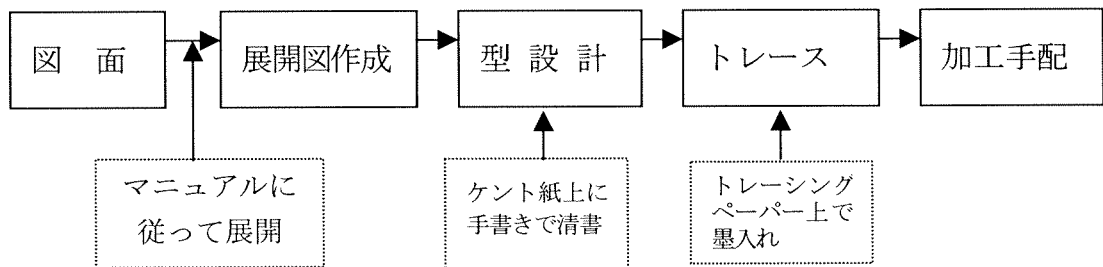 図 面
展開図作成
型 設 計
トレース
加工手配
マニュアルに
従って展開
ケント紙上に
手書きで清書
トレーシング
ペーパー上で
墨入れ